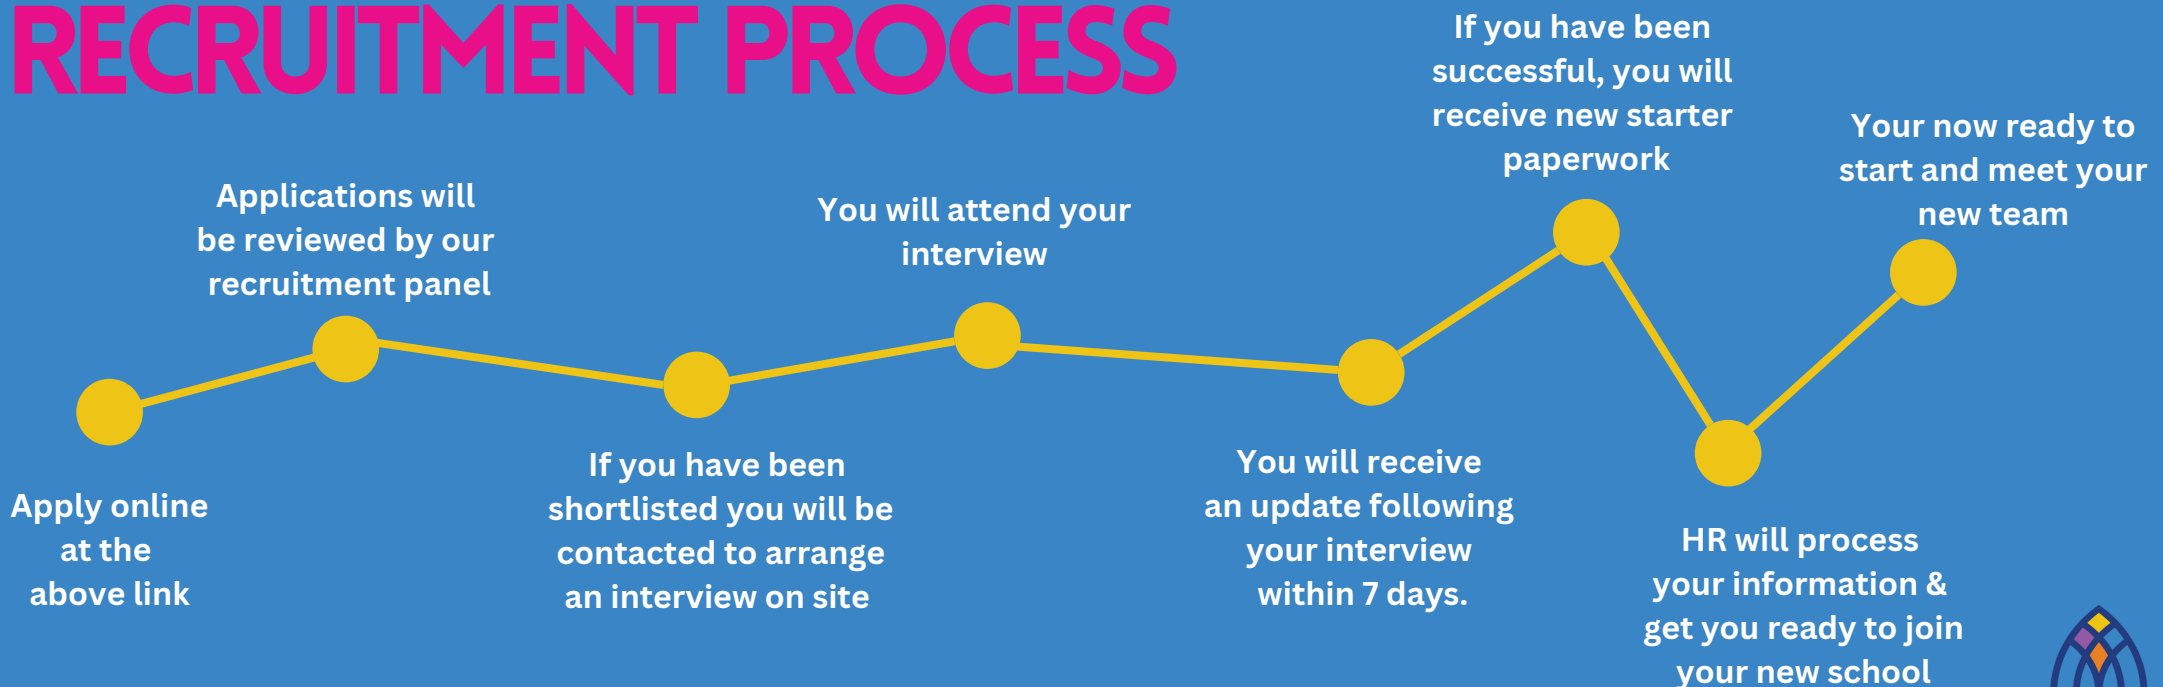 RECRUITMENT PROCESS
Apply online
at the
above link
Applications will
be reviewed by our
recruitment panel
If you have been
shortlisted you will be
contacted to arrange
an interview on site
You will attend your
interview
You will receive
an update following
your interview
within 7 days.
If you have been
successful, you will
receive new starter
paperwork
HR will process
your information &
get you ready to join
your new school
Your now ready to
start and meet your
new team